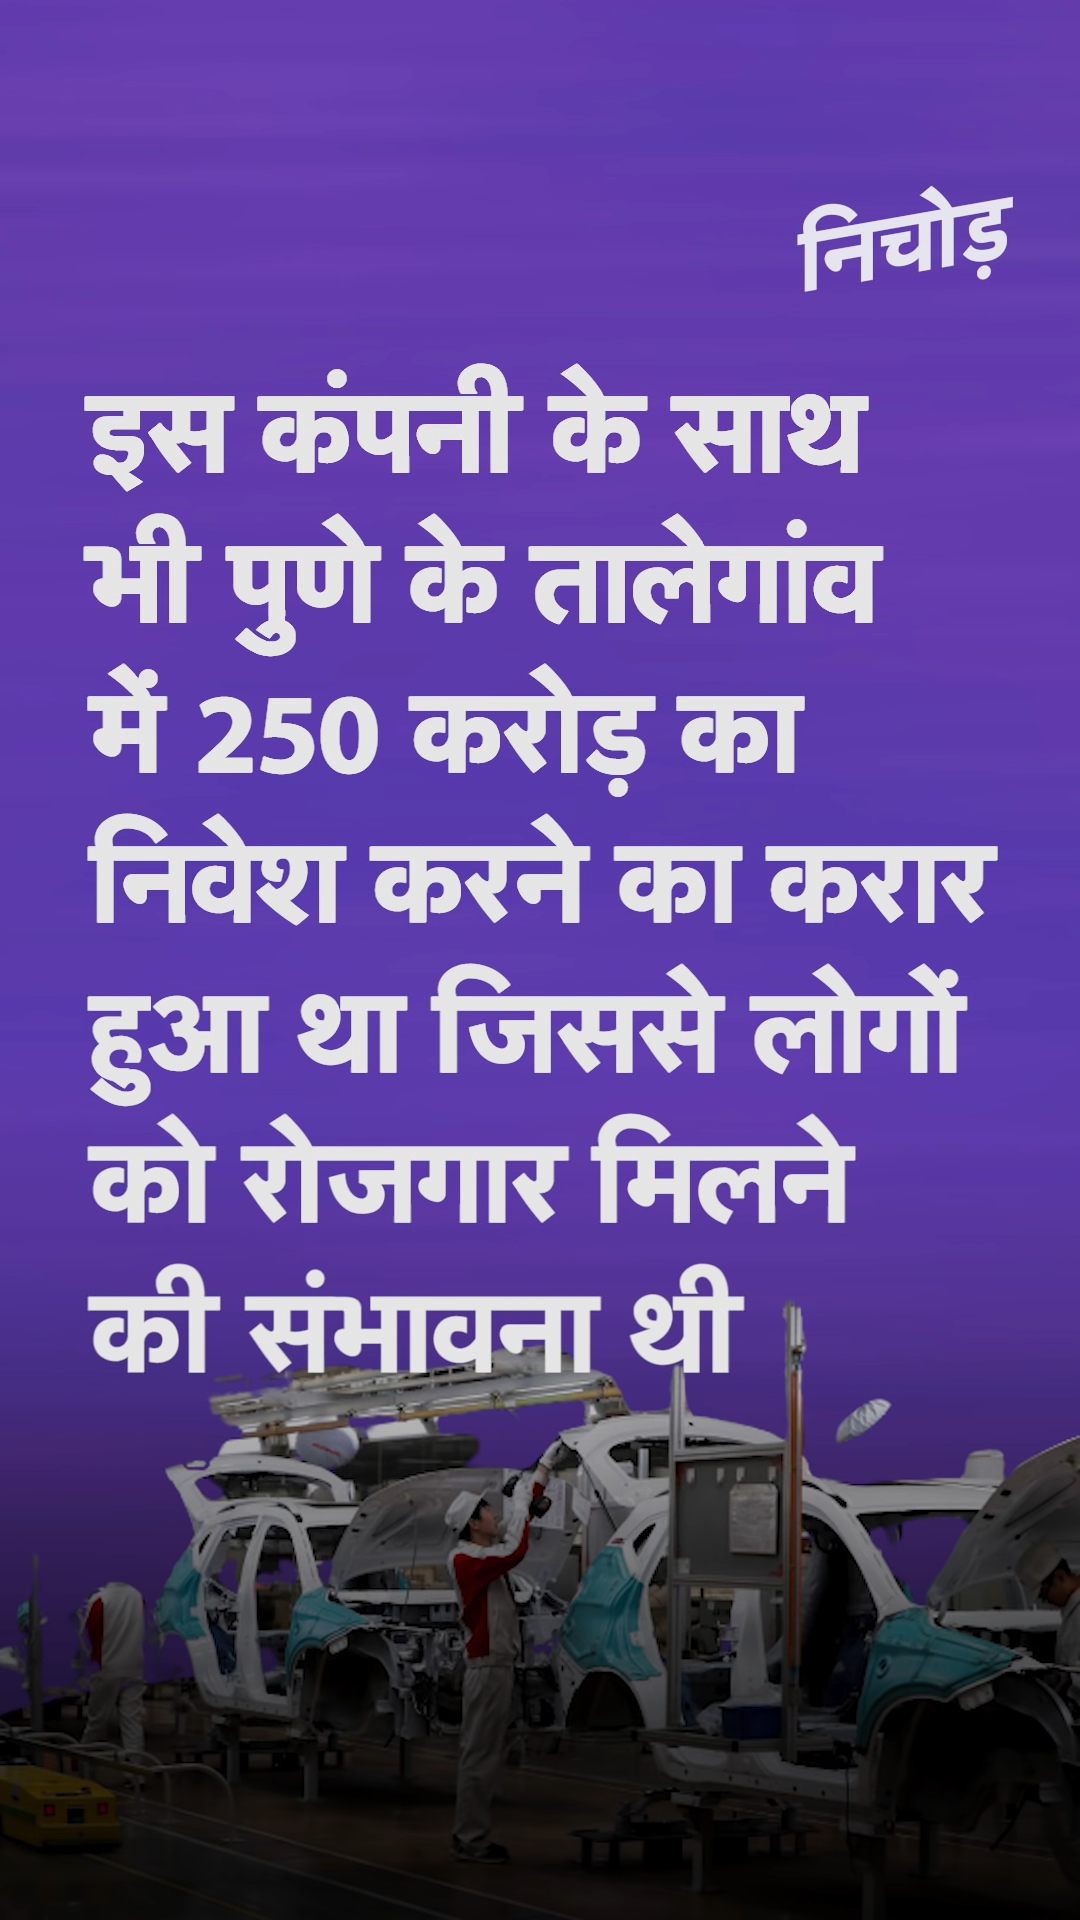 निचोड़
इस कंपनी के साथ
भी पुणे के तालेगांव
में 250 करोड़ का
निवेश करने का करार
हुआ था जिससे लोगों
को रोजगार मिलने
की संभावना थी